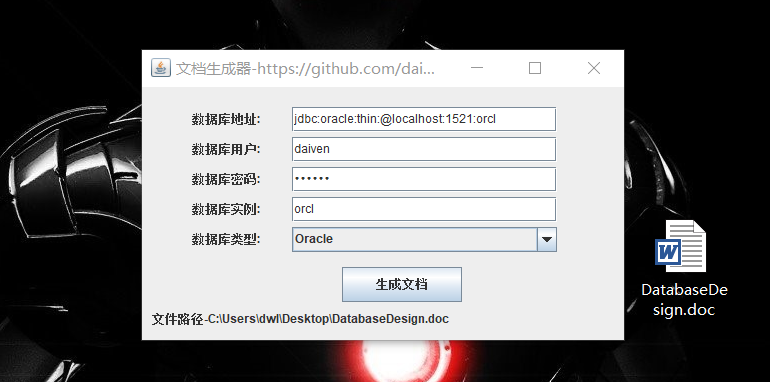 文档生成器-https://github.com/dai...
数据库地址: jdbc:oracle:thin:@localhost:1521:orcl
数据库用户: daiven
数据库密码: ••••••
数据库实例: orcl
数据库类型: Oracle
生成文档
文件路径-C:\Users\dwl\Desktop\DatabaseDesign.doc
W
DatabaseDe
sign.doc